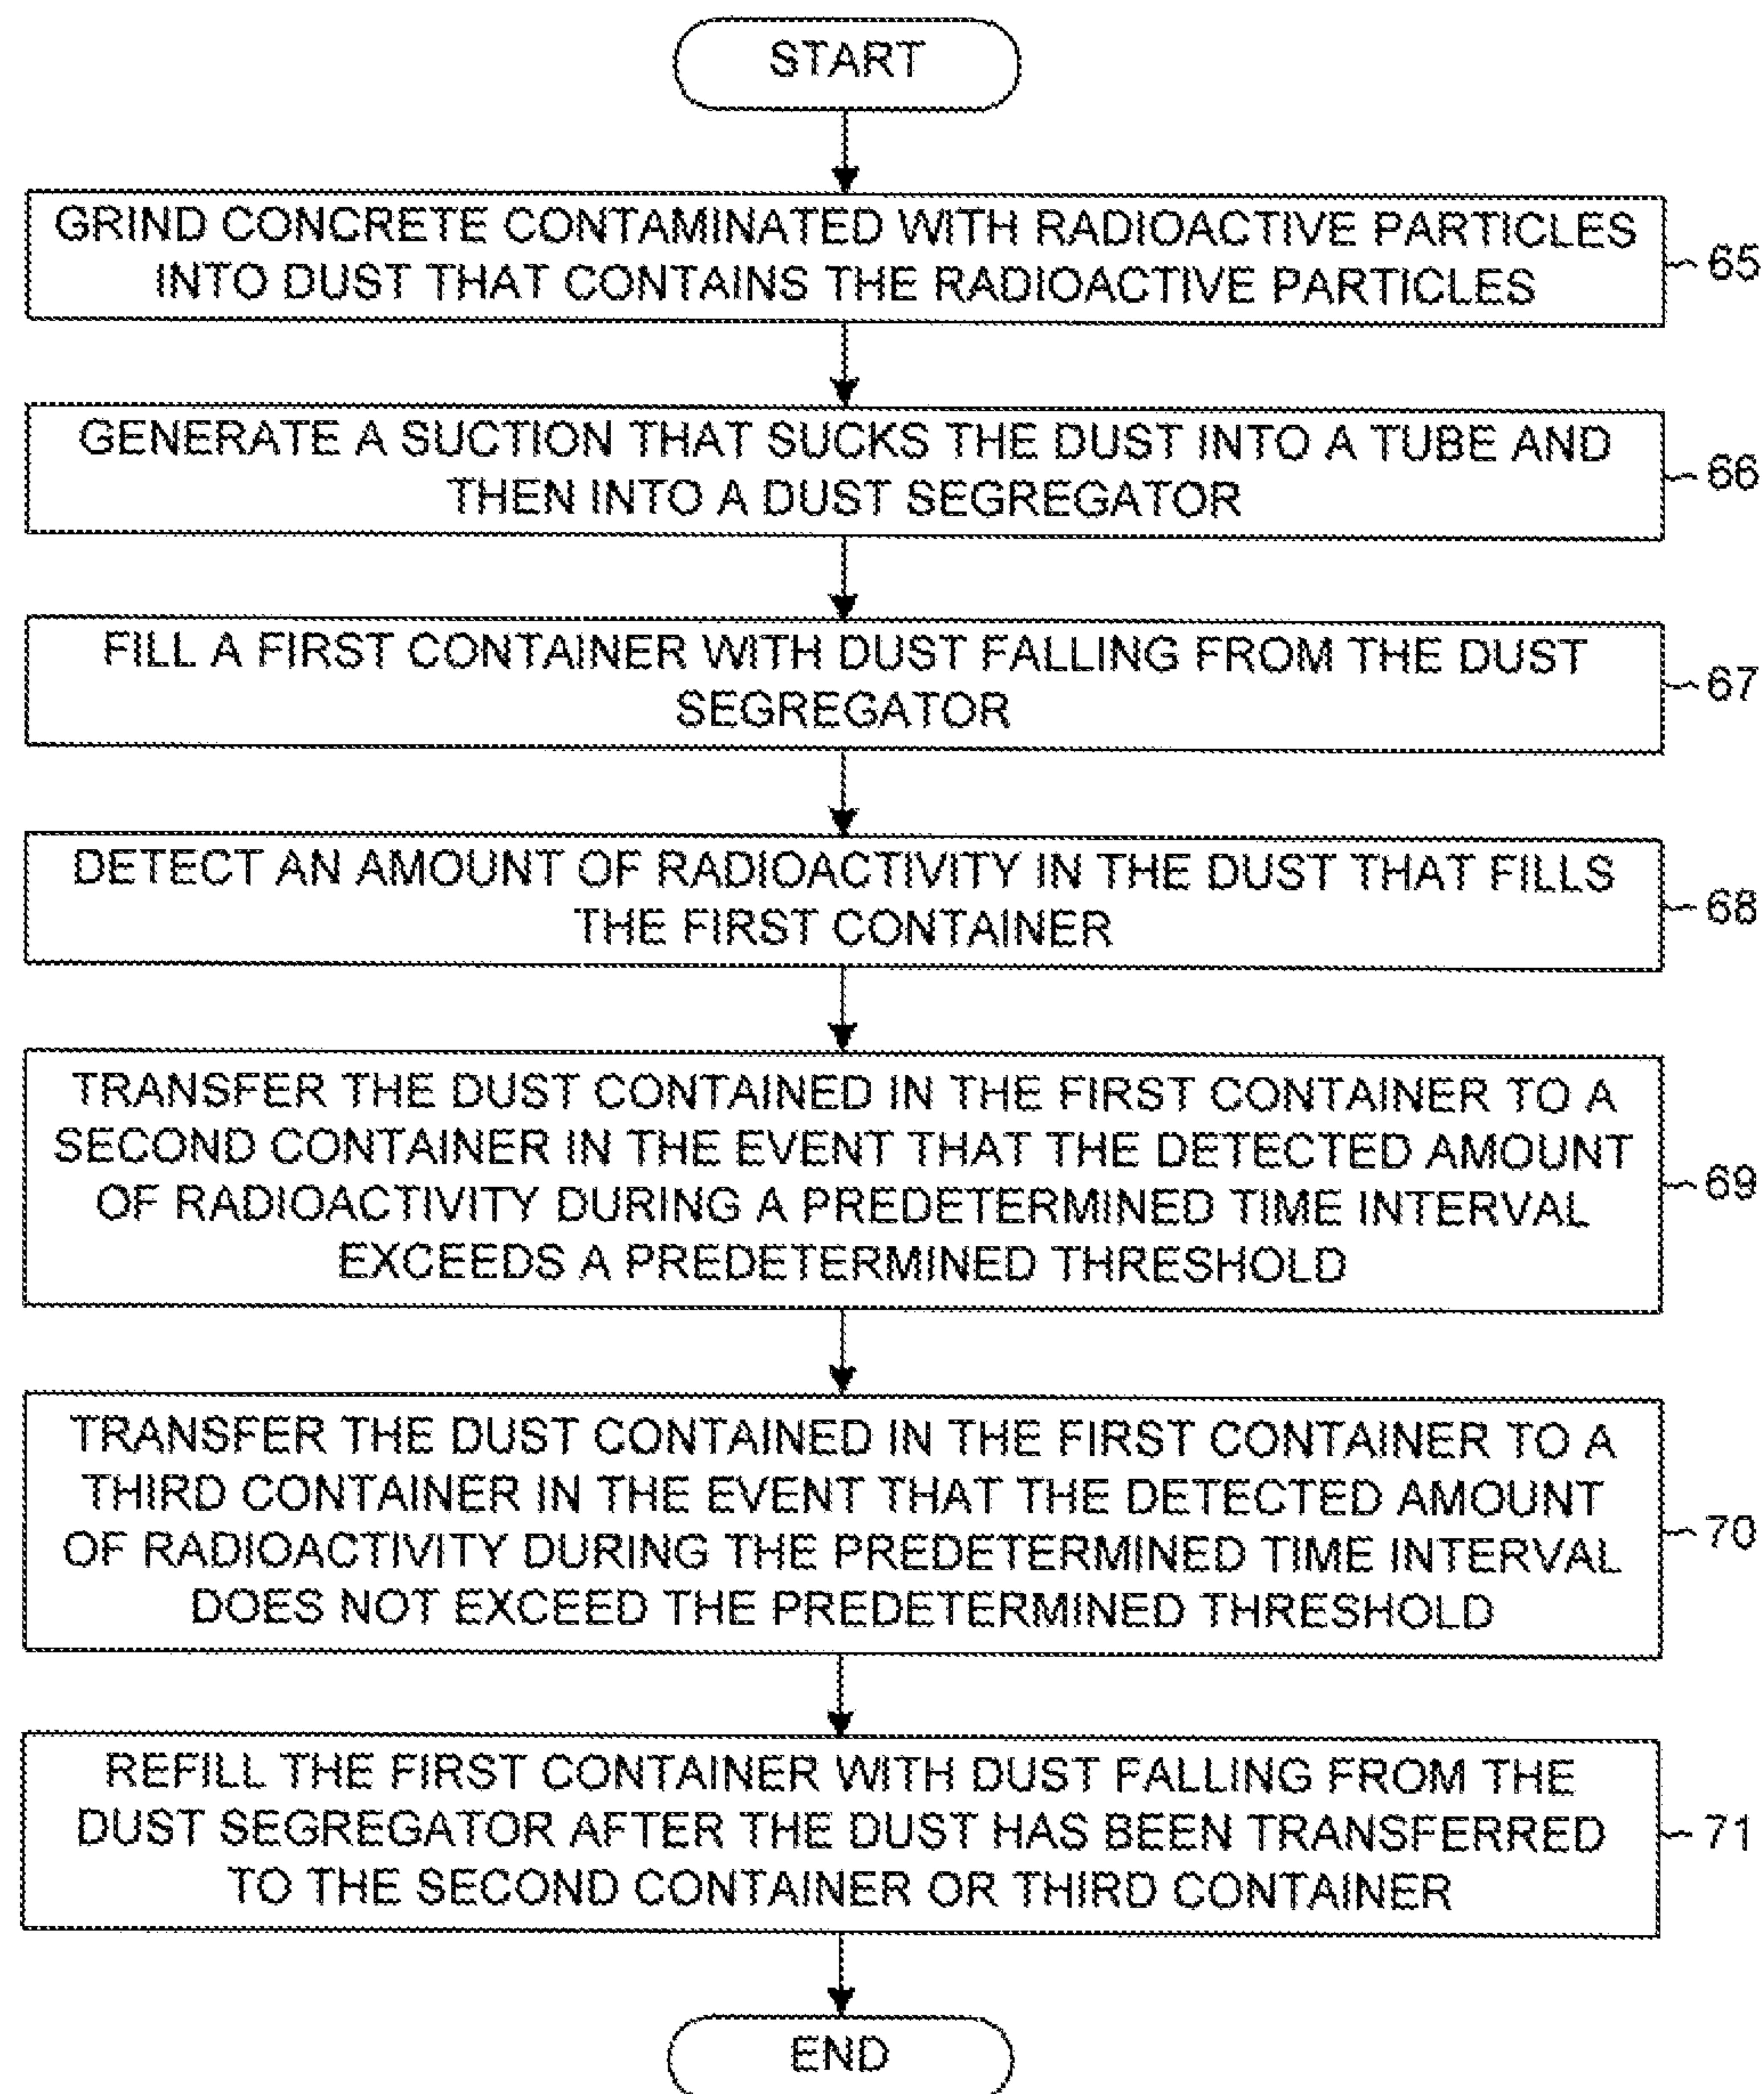 START
GRIND CONCRETE CONTAMINATED WITH RADIOACTIVE PARTICLES
INTO DUST THAT CONTAINS THE RADIOACTIVE PARTICLES
65
GENERATE A SUCTION THAT SUCKS THE DUST INTO A TUBE AND
THEN INTO A DUST SEGREGATOR
66
FILL A FIRST CONTAINER WITH DUST FALLING FROM THE DUST
SEGREGATOR
67
DETECT AN AMOUNT OF RADIOACTIVITY IN THE DUST THAT FILLS
THE FIRST CONTAINER
68
TRANSFER THE DUST CONTAINED IN THE FIRST CONTAINER TO A
SECOND CONTAINER IN THE EVENT THAT THE DETECTED AMOUNT
OF RADIOACTIVITY DURING A PREDETERMINED TIME INTERVAL
EXCEEDS A PREDETERMINED THRESHOLD
69
TRANSFER THE DUST CONTAINED IN THE FIRST CONTAINER TO A
THIRD CONTAINER IN THE EVENT THAT THE DETECTED AMOUNT
OF RADIOACTIVITY DURING THE PREDETERMINED TIME INTERVAL
DOES NOT EXCEED THE PREDETERMINED THRESHOLD
70
REFILL THE FIRST CONTAINER WITH DUST FALLING FROM THE
DUST SEGREGATOR AFTER THE DUST HAS BEEN TRANSFERRED
TO THE SECOND CONTAINER OR THIRD CONTAINER
71
END